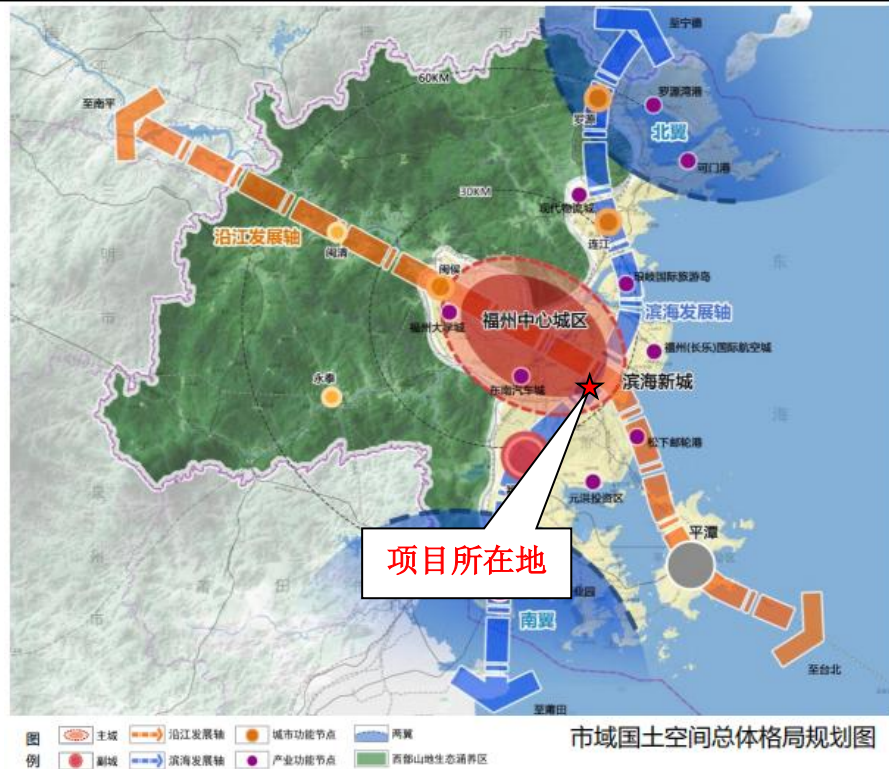 至宁德
60KM
至南平
罗源湾港
罗源
北翼
可门港
30KM
现代物流城
连江
沿江发展轴
闽清
闽侯
琅岐国际旅游岛
东
滨海发展轴
福州大学城
福州中心城区
福州(长乐)国际航空城
永泰
东南汽车城
滨海新城
海
松下邮轮港
元洪投资区
平潭
项目所在地
业园
南翼
至台北
至莆田
市域国土空间总体格局规划图
图例
主城
沿江发展轴
城市功能节点
两翼
副城
滨海发展轴
产业功能节点
西部山地生态涵养区